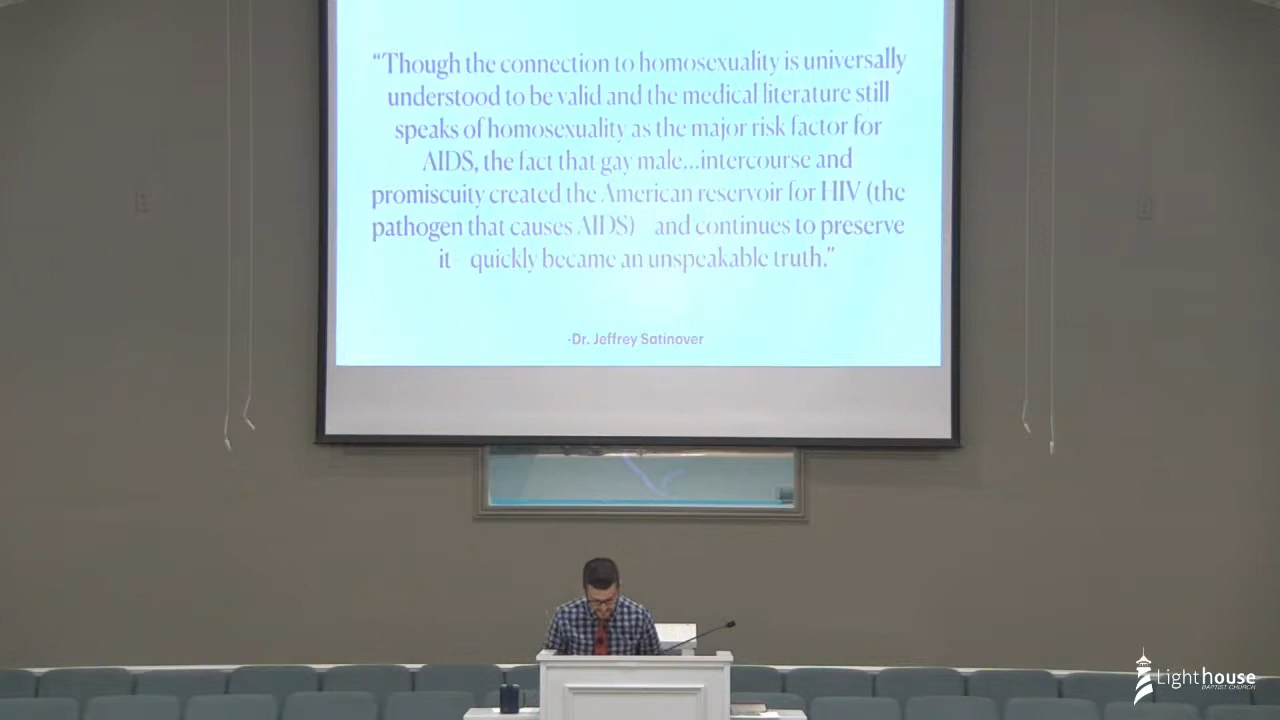 “Though the connection to homosexuality is universally
understood to be valid and the medical literature still
speaks of homosexuality as the major risk factor for
AIDS, the fact that gay male...intercourse and
promiscuity created the American reservoir for HIV (the
pathogen that causes AIDS) and continues to preserve
it quickly became an unspeakable truth.”
-Dr. Jeffrey Satinover
Lighthouse
BAPTIST CHURCH